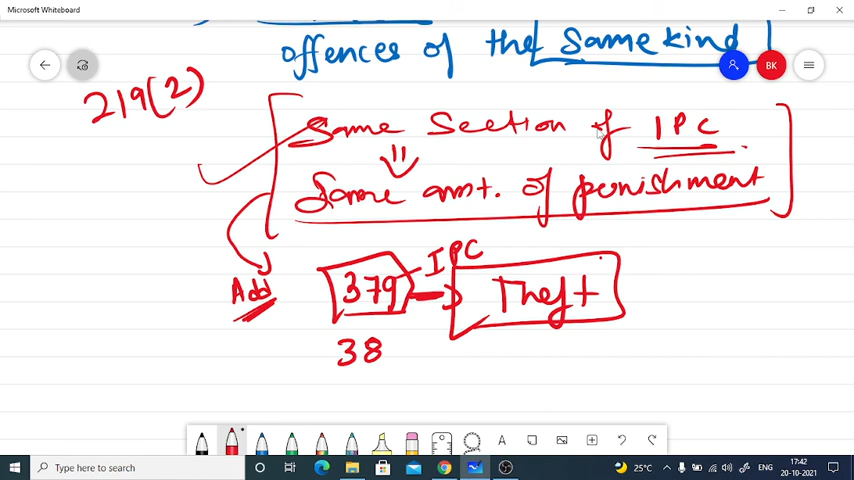 Microsoft Whiteboard
offences of the same kind
BK
219(2)
Same Section of IPC
Same amt. of punishment
Add
379
IPC
Theft
38
Type here to search
25°C
ENG
17:42
20-10-2021